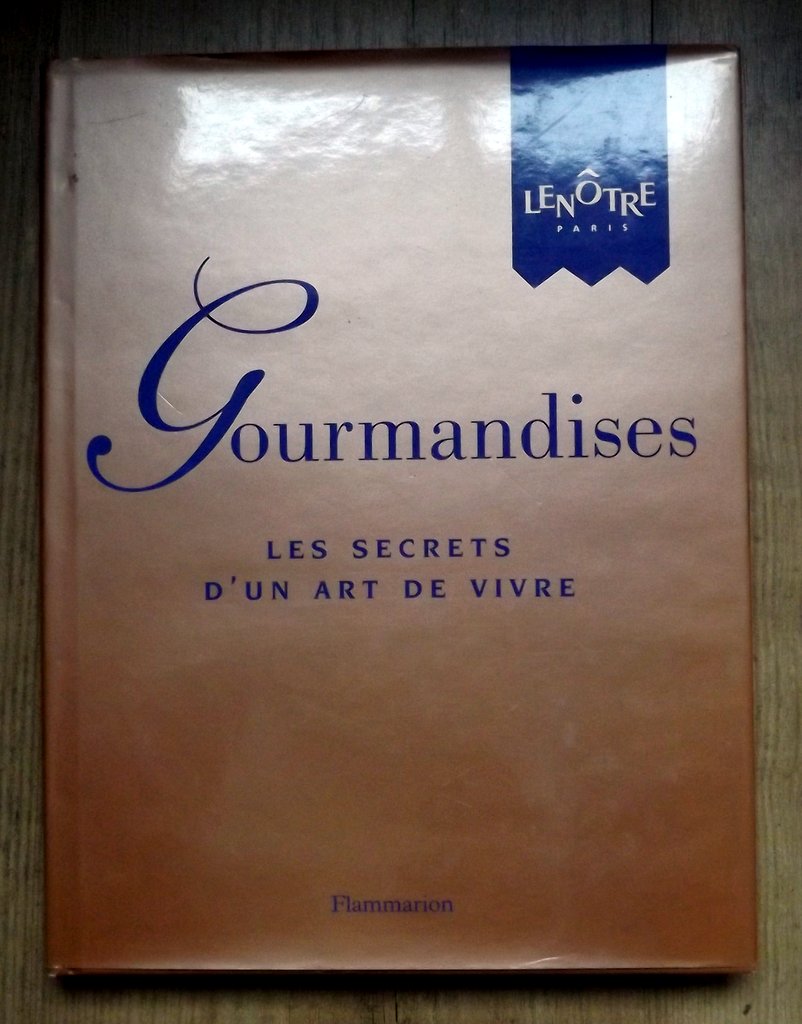 LENÔTRE
PARIS
Gourmandises
LES SECRETS
D'UN ART DE VIVRE
Flammarion